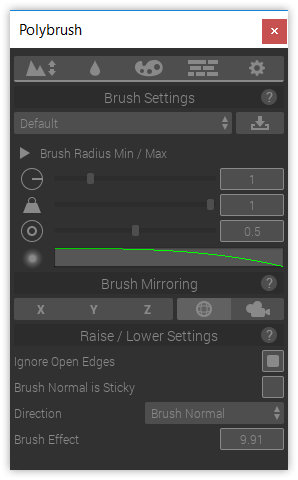 Polybrush
Brush Settings ?
Default
Brush Radius Min / Max
1
1
0.5
Brush Mirroring ?
X Y Z
Raise / Lower Settings ?
Ignore Open Edges
Brush Normal is Sticky
Direction Brush Normal
Brush Effect 9.91